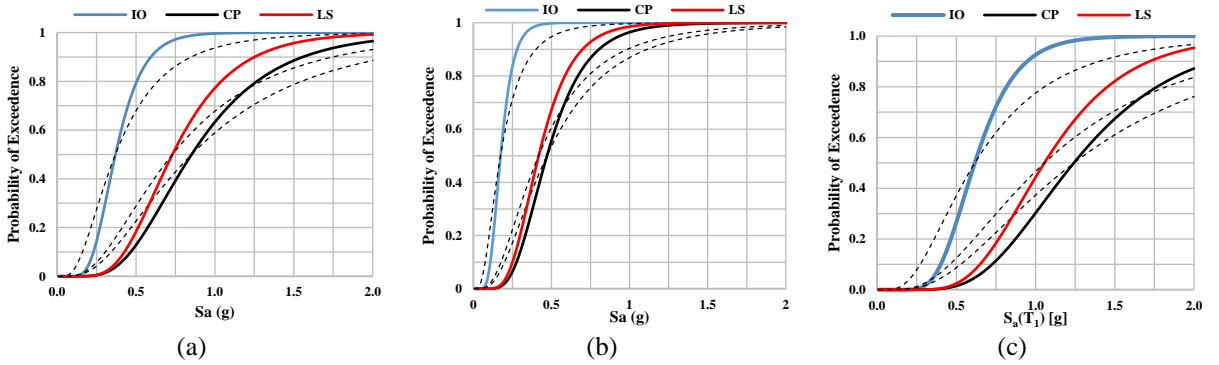 IO CP LS
Probability of Exceedence
1
0.8
0.6
0.4
0.2
0
0.0 0.5 1.0 1.5 2.0
Sa (g)
(a)
IO CP LS
Probability of Exceedence
1
0.8
0.6
0.4
0.2
0
0 0.5 1 1.5 2
Sa (g)
(b)
IO CP LS
Probability of Exceedence
1.0
0.8
0.6
0.4
0.2
0.0
0.0 0.5 1.0 1.5 2.0
Sa(T1) [g]
(c)